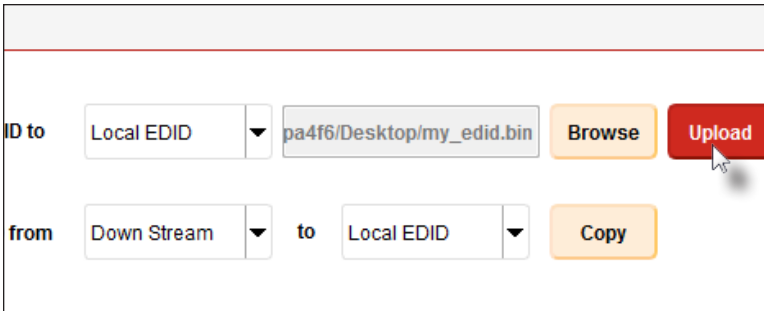 ID to Local EDID pa4f6/Desktop/my_edid.bin Browse Upload
from Down Stream to Local EDID Copy